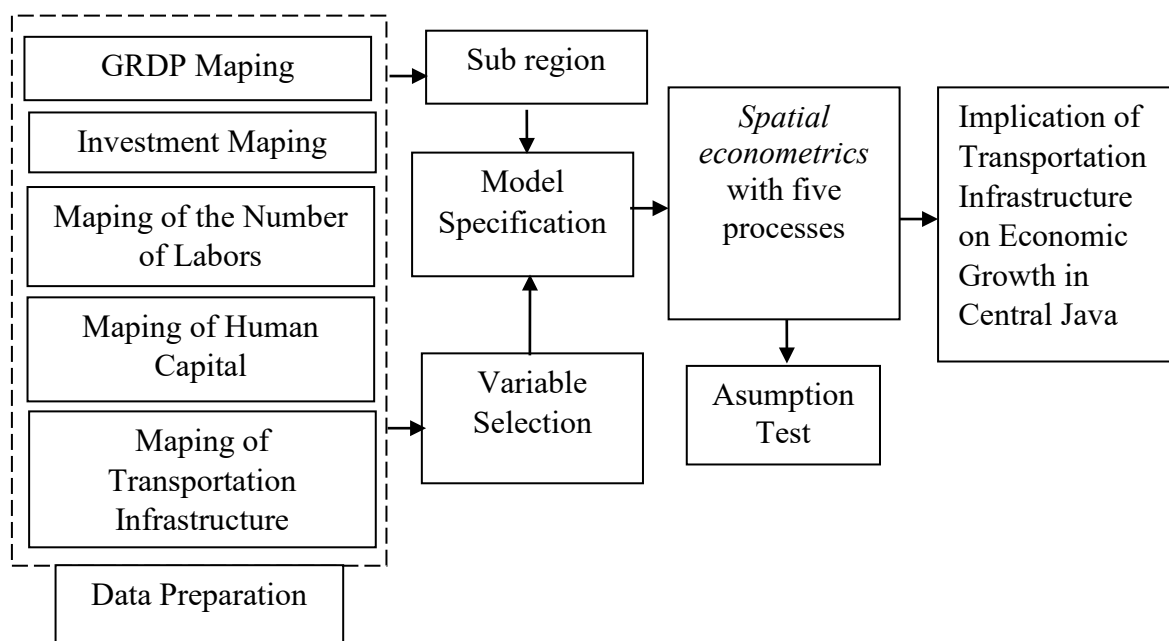 GRDP Maping
Investment Maping
Maping of the Number
of Labors
Maping of Human
Capital
Maping of
Transportation
Infrastructure
Data Preparation
Sub region
Model
Specification
Variable
Selection
Spatial
econometrics
with five
processes
Asumption
Test
Implication of
Transportation
Infrastructure
on Economic
Growth in
Central Java